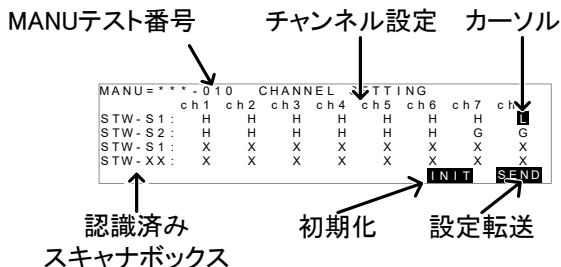 MANUテスト番号 チャンネル設定 カーソル
MANU=***-010 CHANNEL SETTING
ch1 ch2 ch3 ch4 ch5 ch6 ch7
STW-S1: H H H H H H H L
STW-S2: H H H H H H G G
STW-S1: X X X X X X X X
STW-XX: X X X X X X X X
INIT SEND
認識済み 初期化 設定転送
スキャナボックス